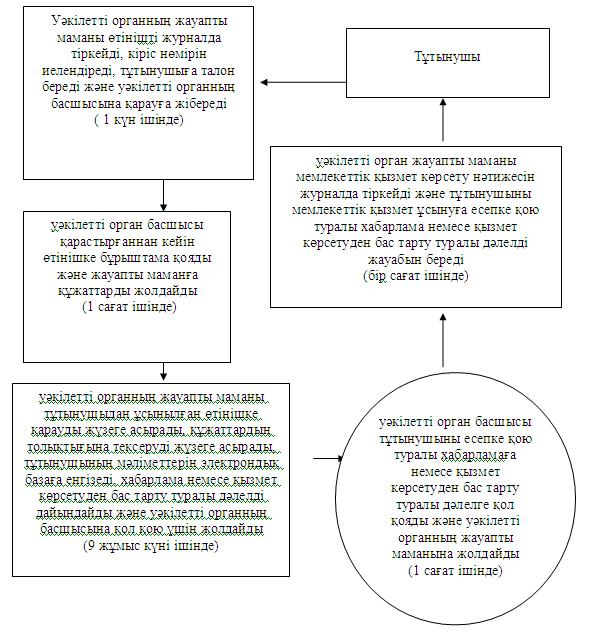 Тұтынушы
Уәкілетті органның жауапты
маманы өтінішті журналда
тіркейді, кіріс нөмірін
иелендіреді, тұтынушыға талон
береді және уәкілетті органның
басшысына қарауға жібереді
( 1 күн ішінде)
уәкілетті орган басшысы
қарастырғаннан кейін
өтінішке бұрыштама қояды
және жауапты маманға
құжаттарды жолдайды
(1 сағат ішінде)
уәкілетті органның жауапты маманы
тұтынушыдан ұсынылған өтінішке
қарауды жүзеге асырады, құжаттардың
толықтығына тексеруді жүзеге асырады,
тұтынушының мәліметтерін электрондық
базаға енгізеді, хабарлама немесе қызмет
көрсетуден бас тарту туралы дәлелді
дайындайды және уәкілетті органның
басшысына қол қою үшін жолдайды
(9 жұмыс күні ішінде)
уәкілетті орган басшысы
тұтынушыны есепке қою
туралы хабарламаға
немесе қызмет
көрсетуден бас тарту
туралы дәлелге қол
қояды және уәкілетті
органның жауапты
маманына жолдайды
(1 сағат ішінде)
уәкілетті орган жауапты маманы
мемлекеттік қызмет көрсету нәтижесін
журналда тіркейді және тұтынушыны
мемлекеттік қызмет ұсынуға есепке қою
туралы хабарлама немесе қызмет
көрсетуден бас тарту туралы дәлелді
жауабын береді
(бір сағат ішінде)